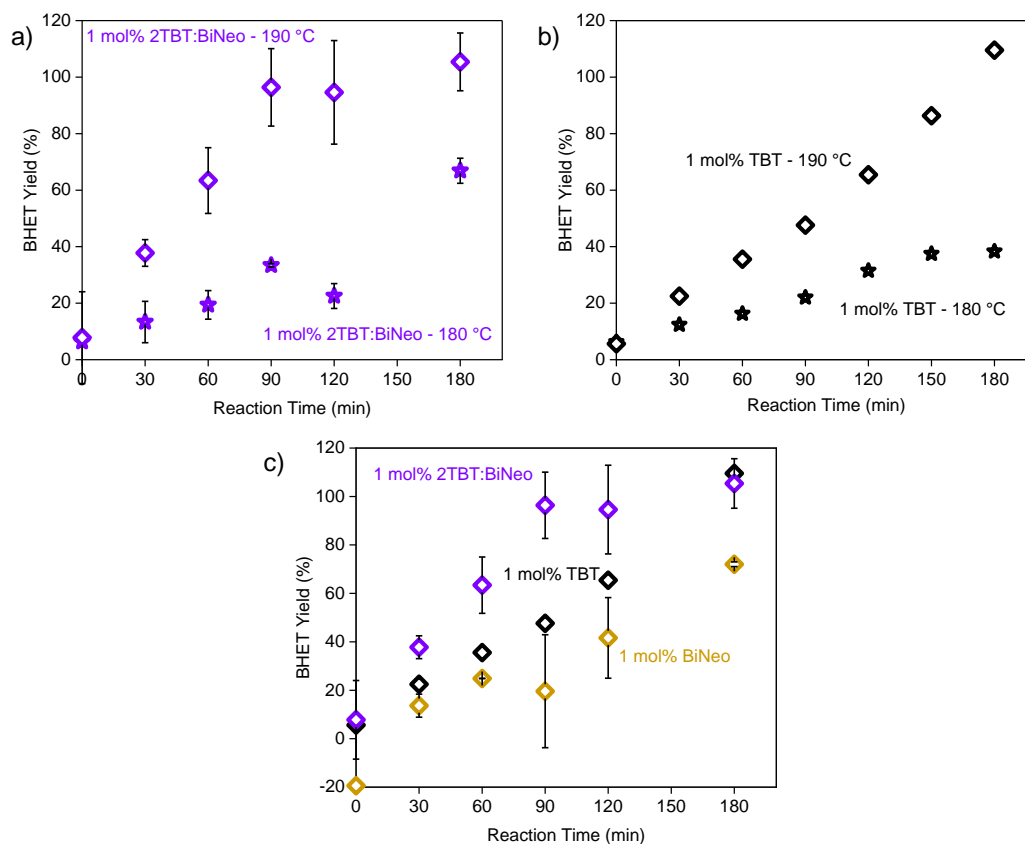 a)
1 mol% 2TBT:BiNeo - 190 °C
120
100
80
60
40
20
0
BHET Yield (%)
1 mol% 2TBT:BiNeo - 180 °C
0 30 60 90 120 150 180
Reaction Time (min)
b)
120
100
80
60
40
20
0
BHET Yield (%)
1 mol% TBT - 190 °C
1 mol% TBT - 180 °C
0 30 60 90 120 150 180
Reaction Time (min)
c)
1 mol% 2TBT:BiNeo
120
100
80
60
40
20
0
-20
BHET Yield (%)
1 mol% TBT
1 mol% BiNeo
0 30 60 90 120 150 180
Reaction Time (min)